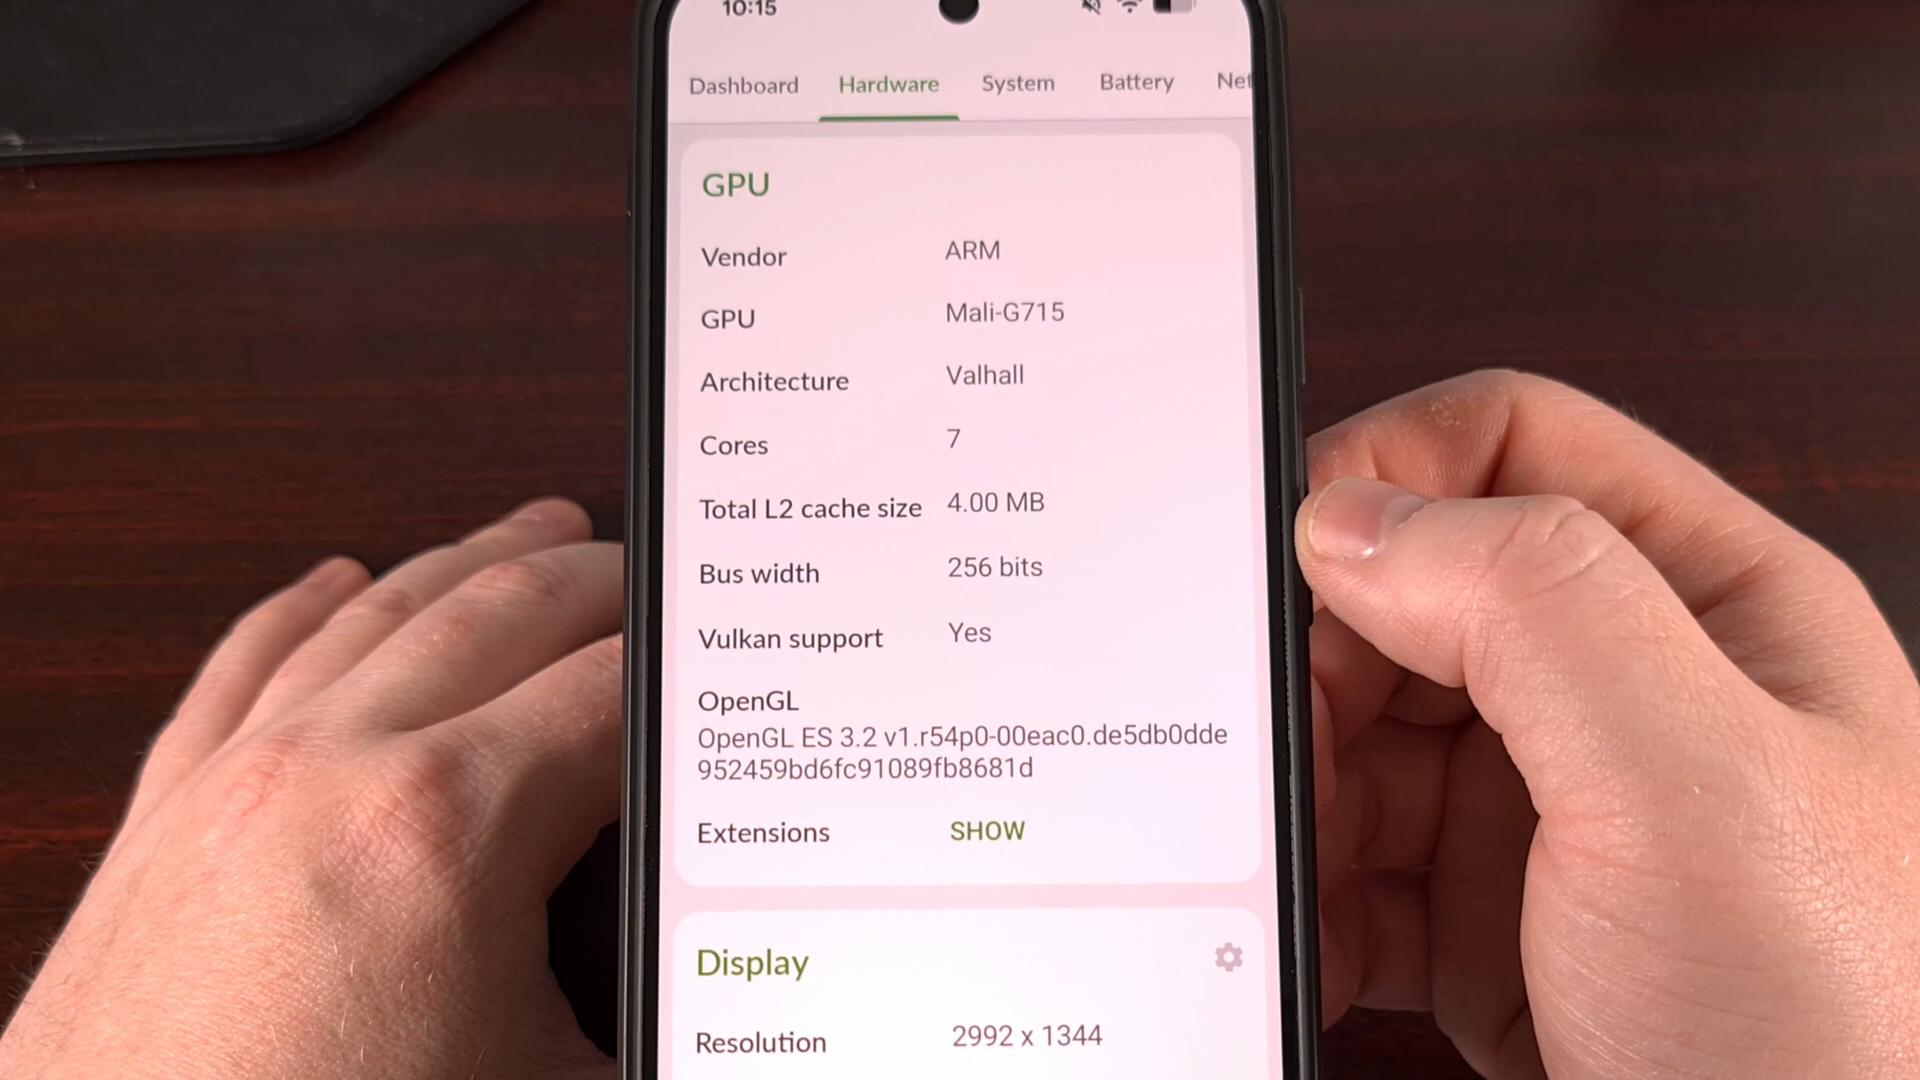 10:15
Dashboard Hardware System Battery Net
GPU
Vendor ARM
GPU Mali-G715
Architecture Valhall
Cores 7
Total L2 cache size 4.00 MB
Bus width 256 bits
Vulkan support Yes
OpenGL
OpenGL ES 3.2 v1.r54p0-00eac0.de5db0dde
952459bd6fc91089fb8681d
Extensions SHOW
Display
Resolution 2992 x 1344